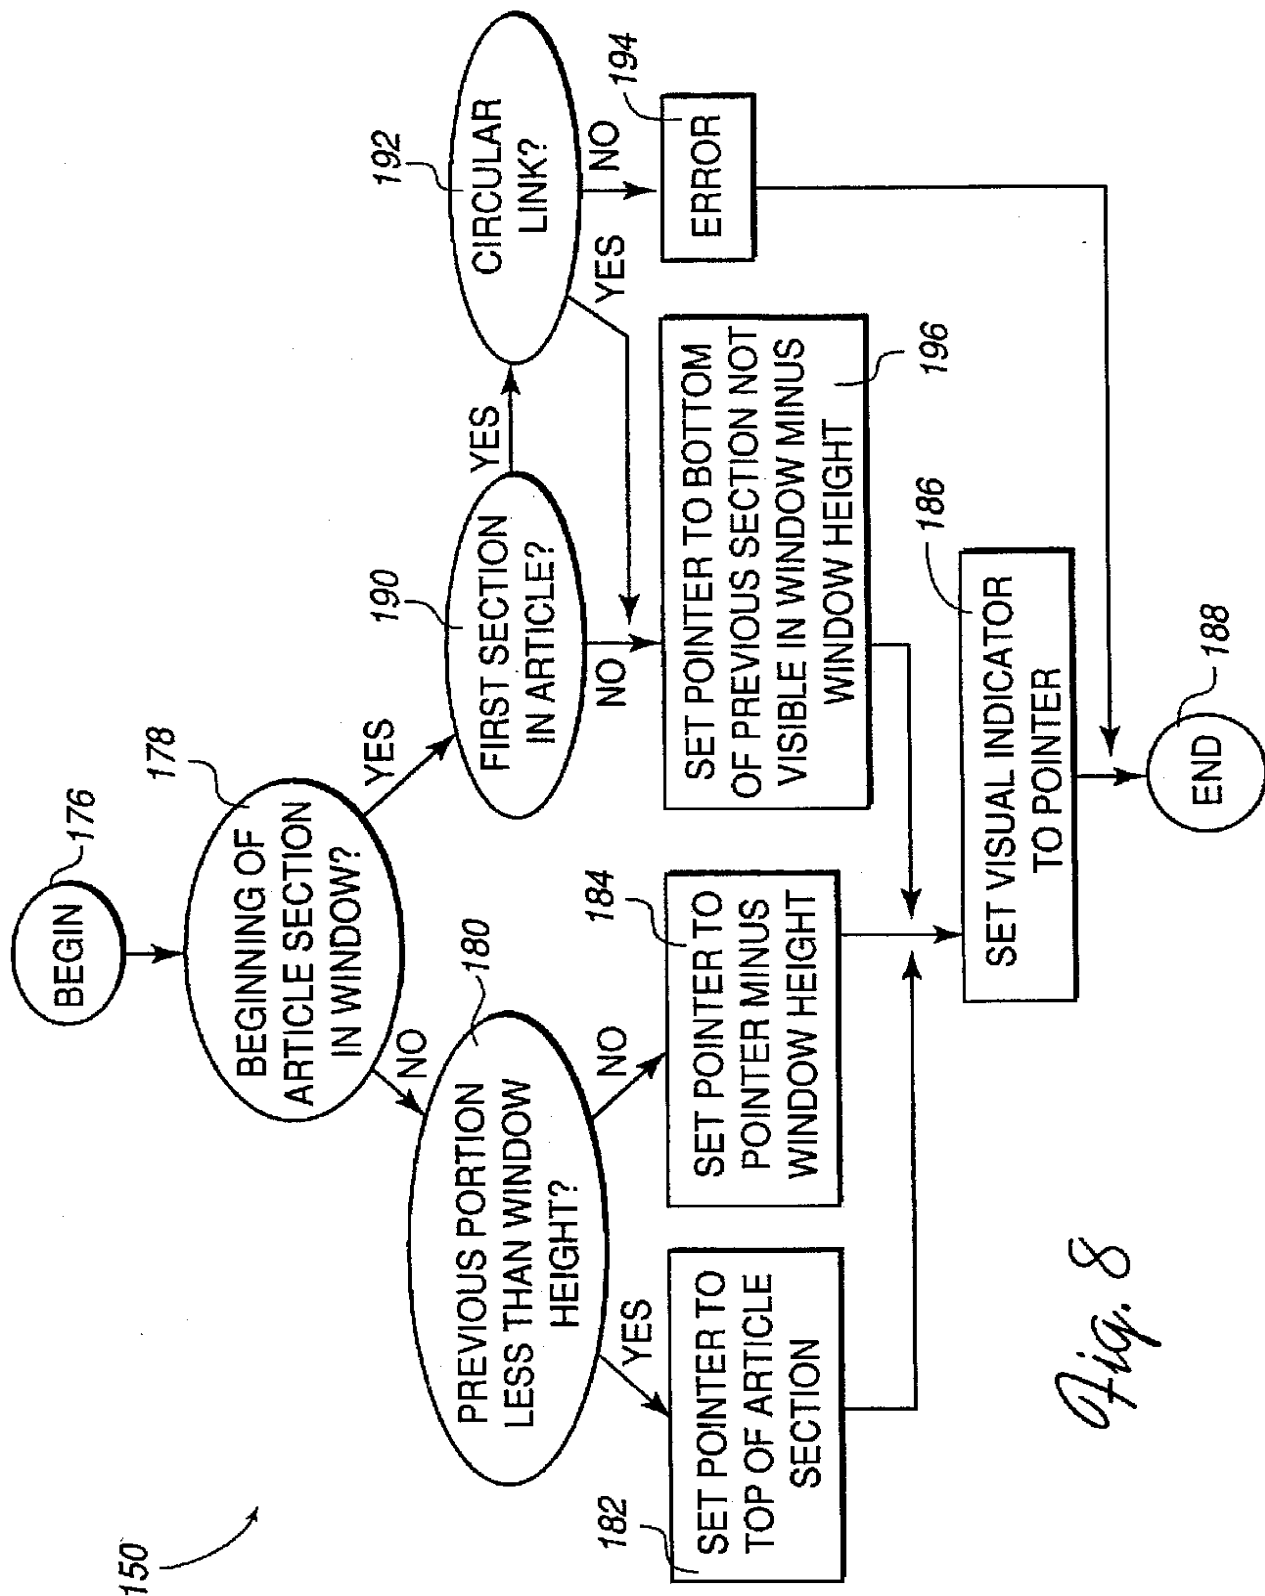 150
BEGIN
176
BEGINNING OF
ARTICLE SECTION
IN WINDOW?
178
NO
YES
PREVIOUS PORTION
LESS THAN WINDOW
HEIGHT?
180
YES
NO
FIRST SECTION
IN ARTICLE?
190
YES
NO
CIRCULAR
LINK?
192
YES
NO
SET POINTER TO
TOP OF ARTICLE
SECTION
182
SET POINTER TO
POINTER MINUS
WINDOW HEIGHT
184
SET POINTER TO BOTTOM
OF PREVIOUS SECTION NOT
VISIBLE IN WINDOW MINUS
WINDOW HEIGHT
196
ERROR
194
SET VISUAL INDICATOR
TO POINTER
186
END
188
Fig. 8